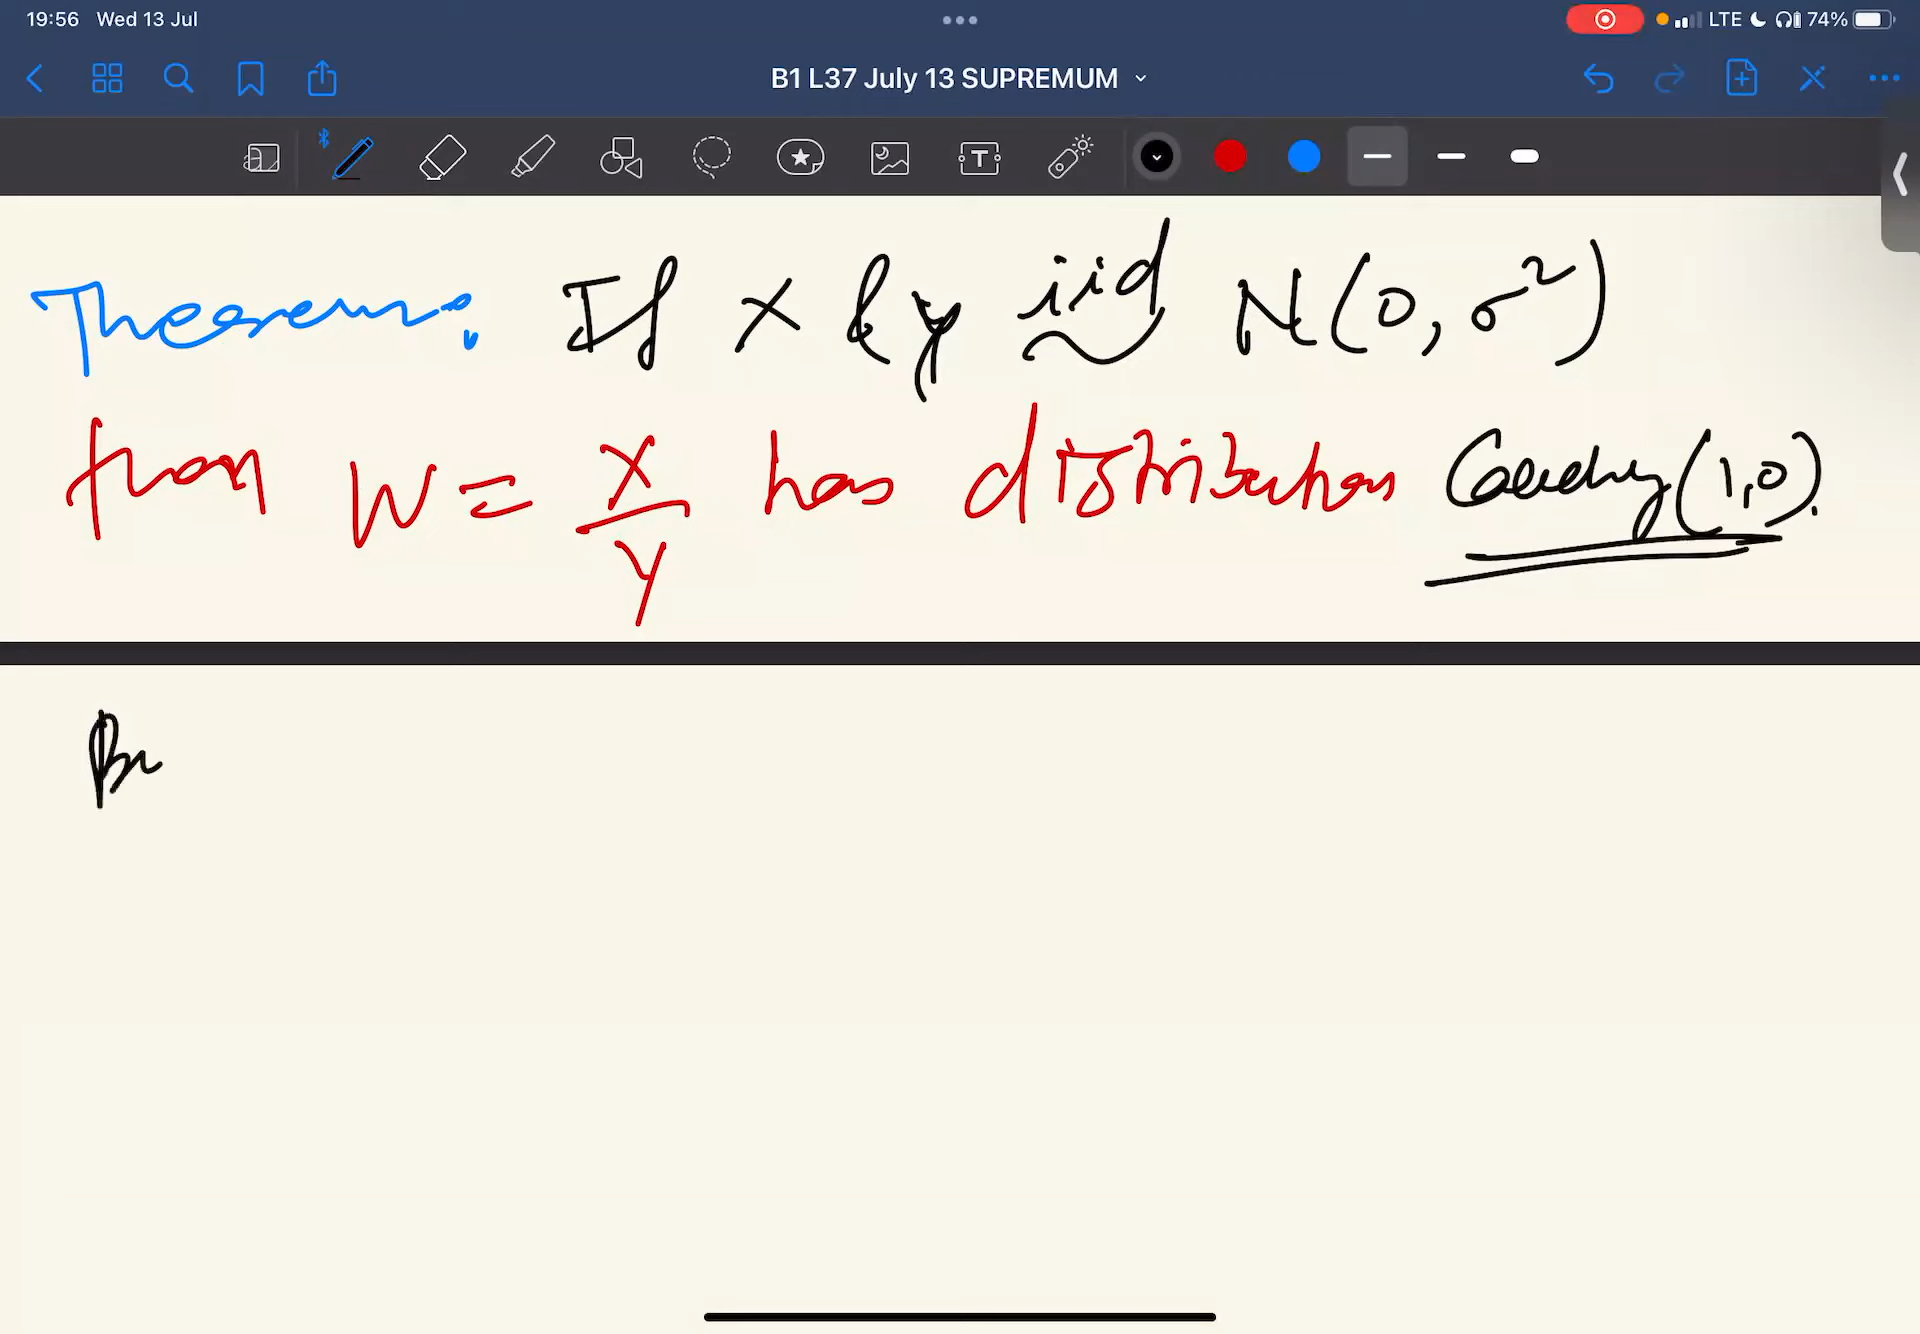 19:56 Wed 13 Jul
LTE 74%
B1 L37 July 13 SUPREMUM
Theorem: If X & Y iid N(0, σ²)
then W = X/Y has distribution Cauchy(1,0).